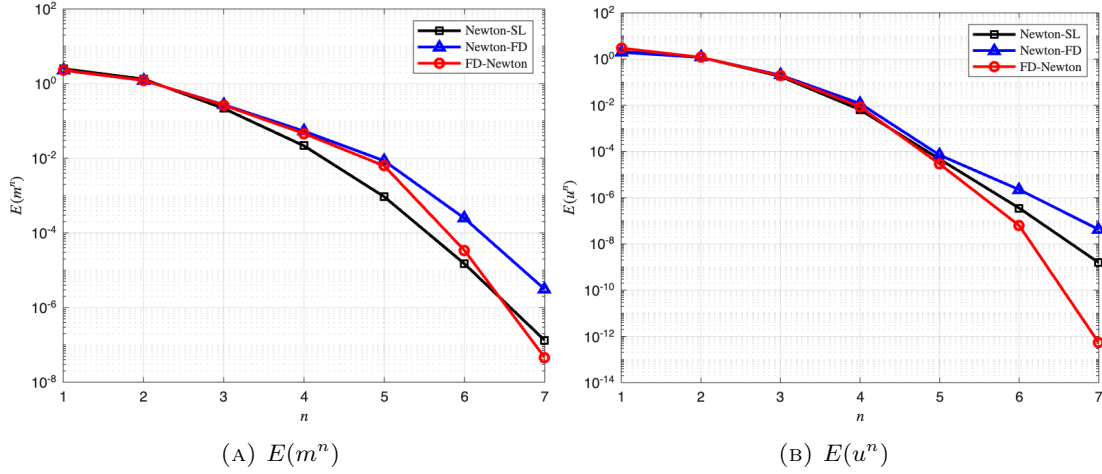 10^2
10^0
10^-2
10^-4
10^-6
10^-8
E(m^n)
1 2 3 4 5 6 7
n
Newton-SL
Newton-FD
FD-Newton
(A) E(m^n)
10^2
10^0
10^-2
10^-4
10^-6
10^-8
10^-10
10^-12
10^-14
E(u^n)
1 2 3 4 5 6 7
n
Newton-SL
Newton-FD
FD-Newton
(B) E(u^n)